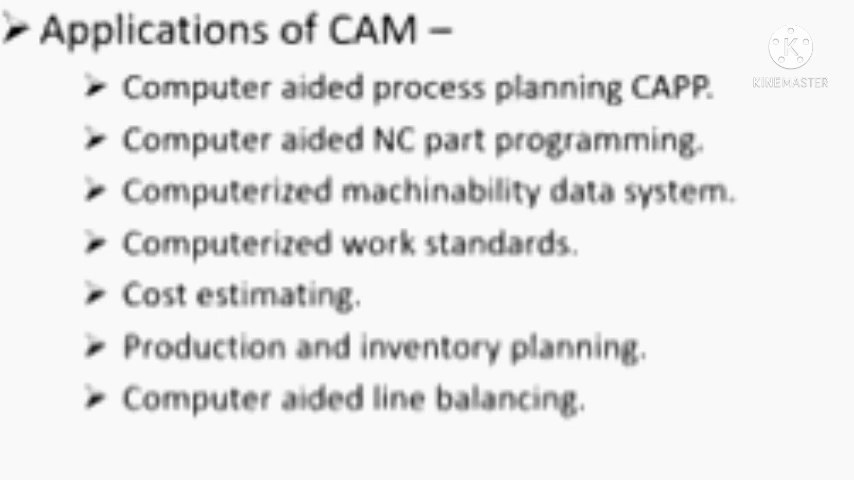 ➢ Applications of CAM –
➢ Computer aided process planning CAPP.
➢ Computer aided NC part programming.
➢ Computerized machinability data system.
➢ Computerized work standards.
➢ Cost estimating.
➢ Production and inventory planning.
➢ Computer aided line balancing.
K
KINEMASTER